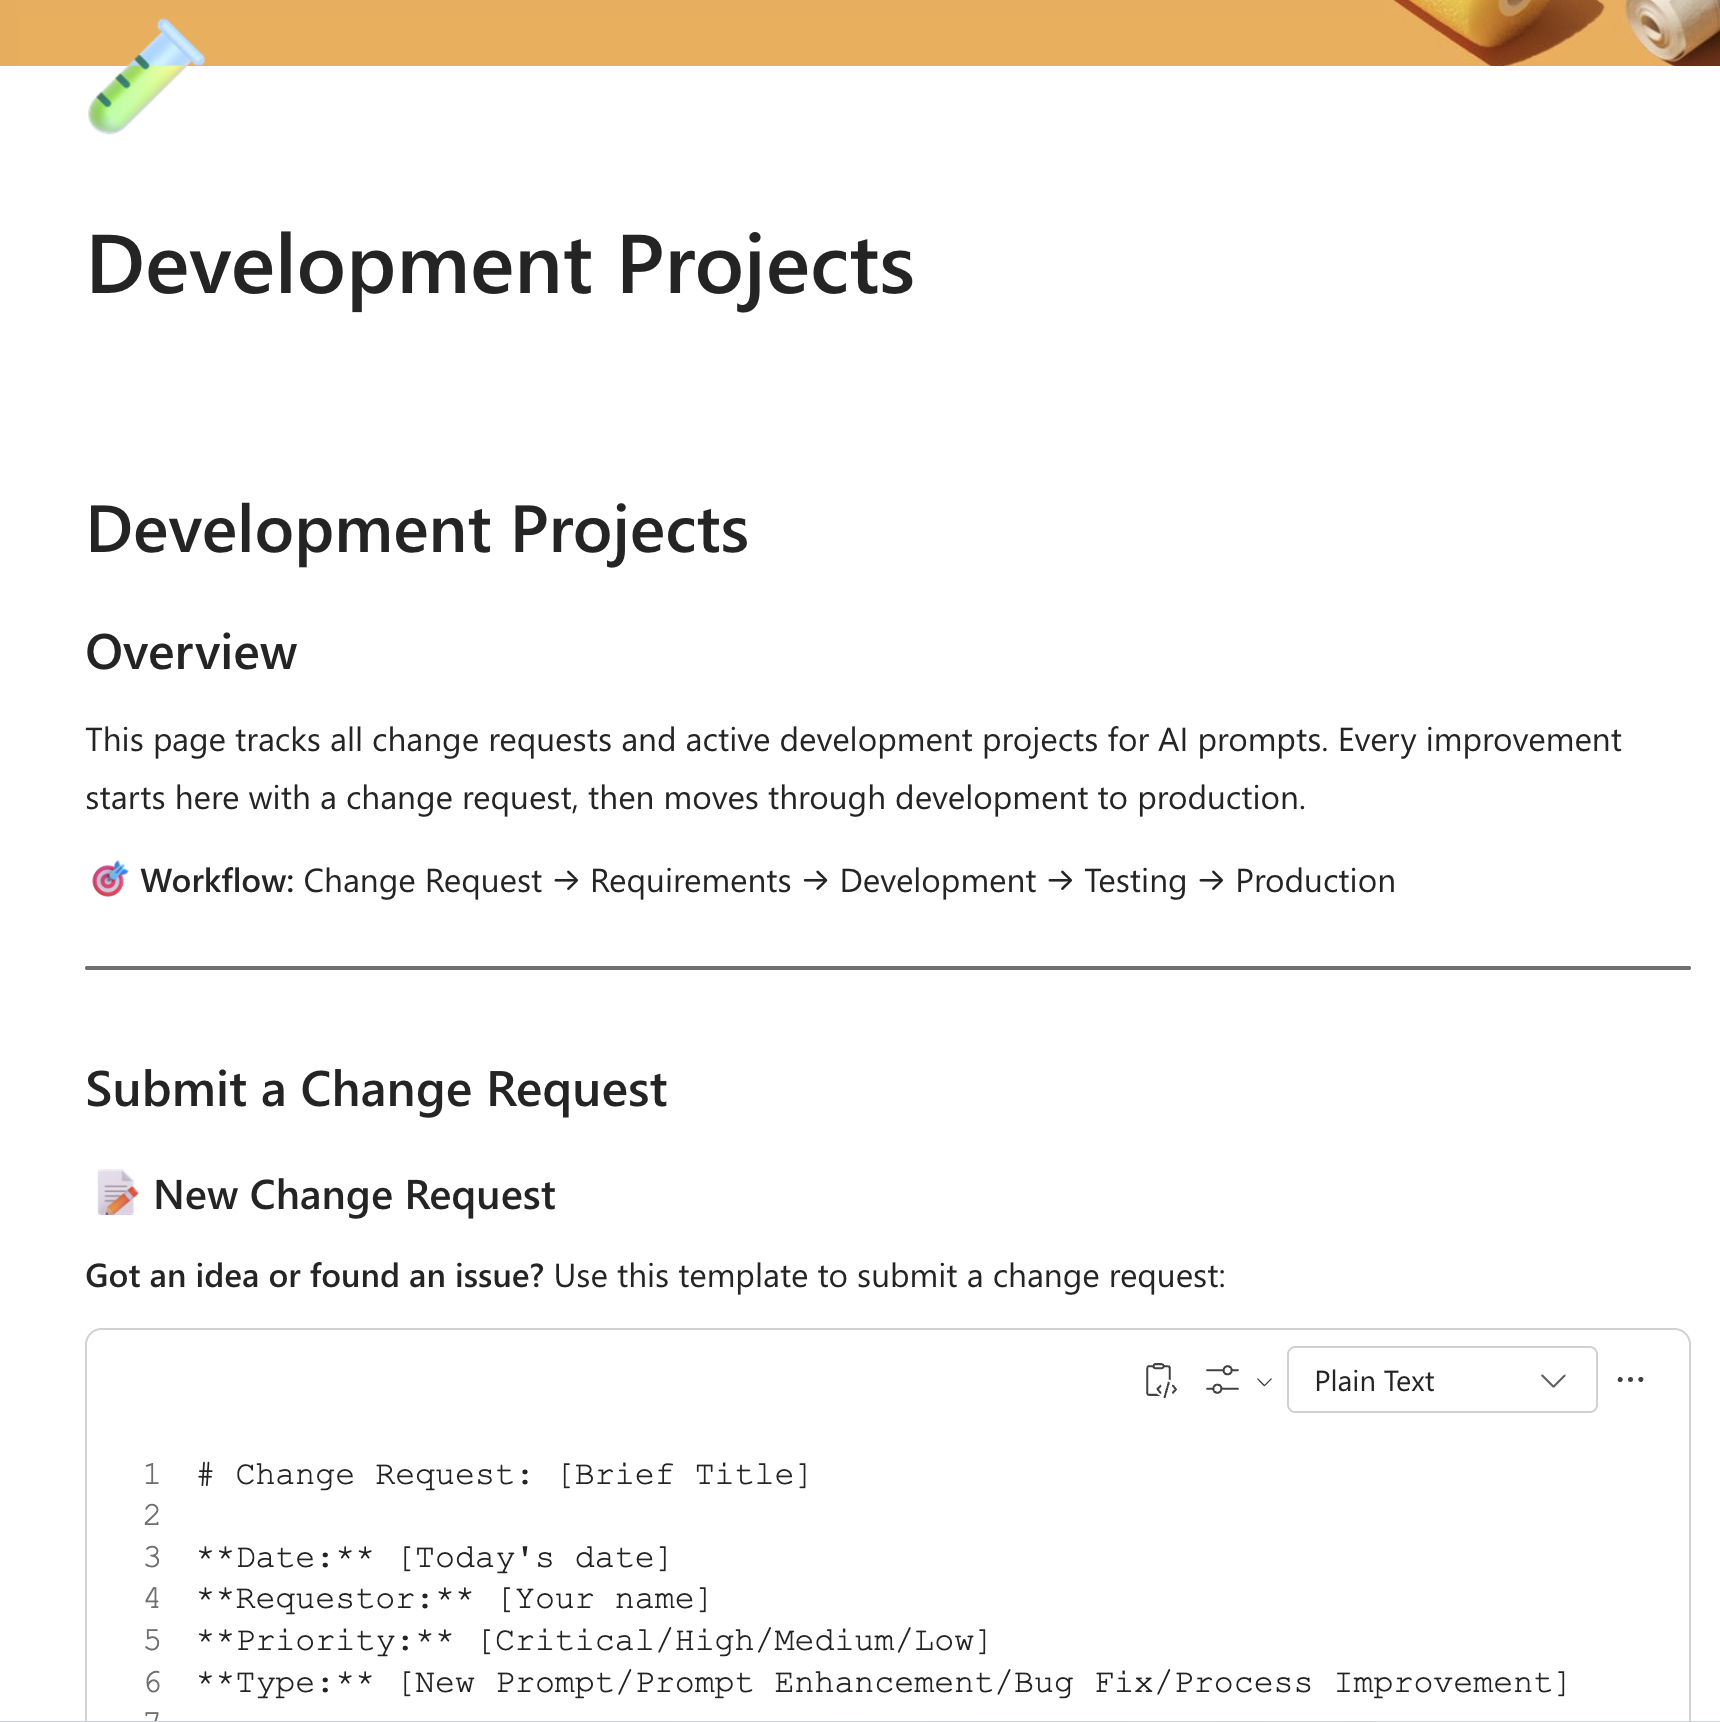 Development Projects
Development Projects
Overview
This page tracks all change requests and active development projects for AI prompts. Every improvement
starts here with a change request, then moves through development to production.
🎯 Workflow: Change Request → Requirements → Development → Testing → Production
Submit a Change Request
📝 New Change Request
Got an idea or found an issue? Use this template to submit a change request:
Plain Text
1 # Change Request: [Brief Title]
2
3 **Date:** [Today's date]
4 **Requestor:** [Your name]
5 **Priority:** [Critical/High/Medium/Low]
6 **Type:** [New Prompt/Prompt Enhancement/Bug Fix/Process Improvement]
7